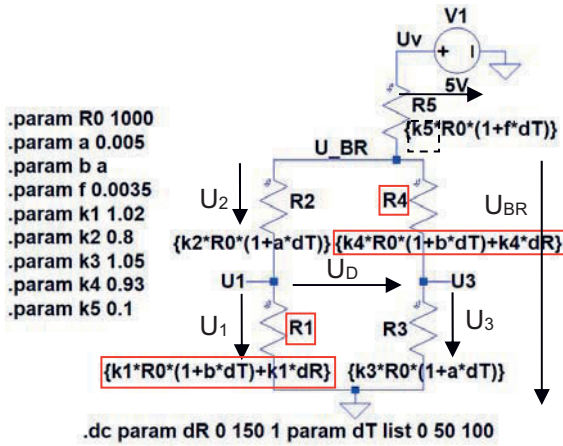 V1
Uv
+
5V
R5
{k5*R0*(1+f*dT)}
.param R0 1000
.param a 0.005
.param b a
.param f 0.0035
.param k1 1.02
.param k2 0.8
.param k3 1.05
.param k4 0.93
.param k5 0.1
U_BR
U2
R2
R4
UBR
{k2*R0*(1+a*dT)}
{k4*R0*(1+b*dT)+k4*dR}
U1
UD
U3
U1
R1
R3
U3
{k1*R0*(1+b*dT)+k1*dR}
{k3*R0*(1+a*dT)}
.dc param dR 0 150 1 param dT list 0 50 100